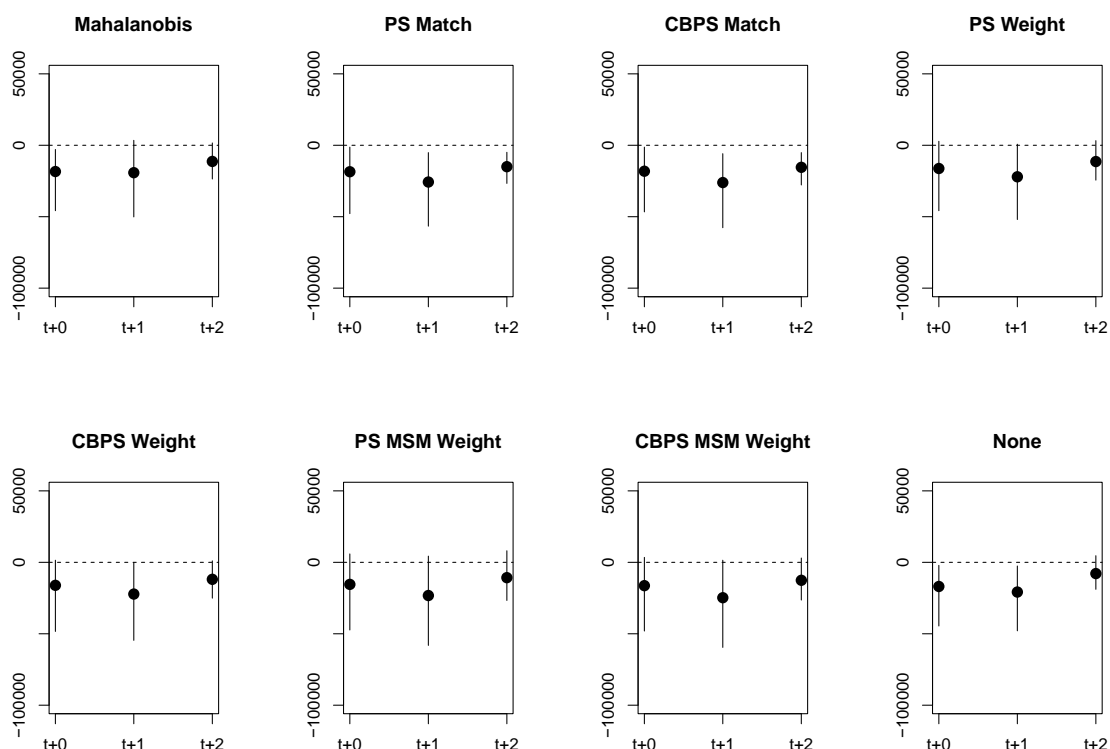 Mahalanobis
50000
0
−100000
t+0 t+1 t+2
PS Match
50000
0
−100000
t+0 t+1 t+2
CBPS Match
50000
0
−100000
t+0 t+1 t+2
PS Weight
50000
0
−100000
t+0 t+1 t+2
CBPS Weight
50000
0
−100000
t+0 t+1 t+2
PS MSM Weight
50000
0
−100000
t+0 t+1 t+2
CBPS MSM Weight
50000
0
−100000
t+0 t+1 t+2
None
50000
0
−100000
t+0 t+1 t+2